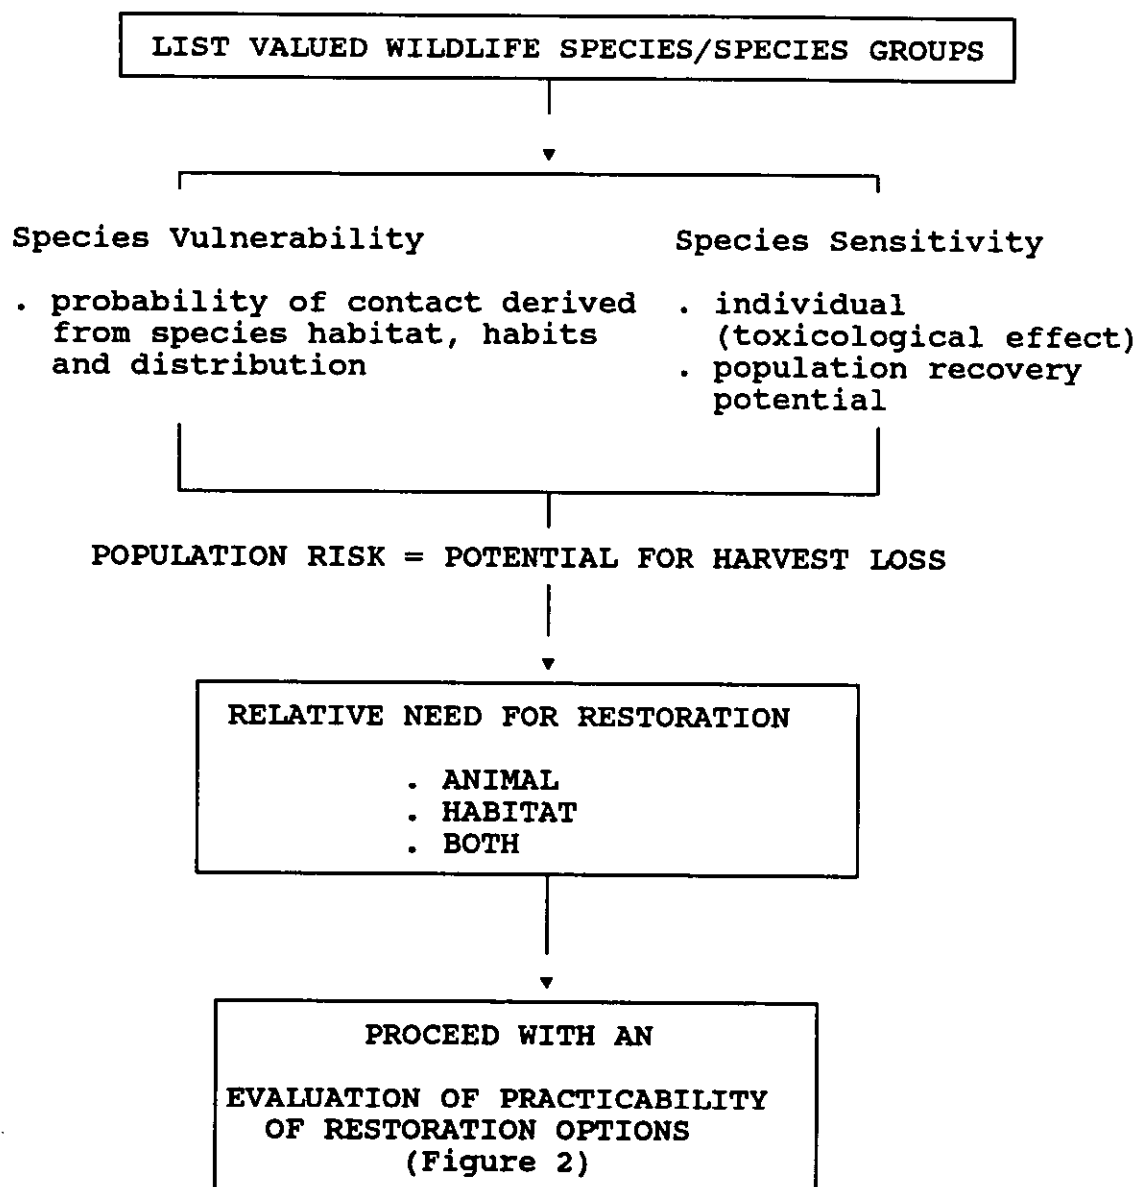 LIST VALUED WILDLIFE SPECIES/SPECIES GROUPS
Species Vulnerability
. probability of contact derived
from species habitat, habits
and distribution
Species Sensitivity
. individual
(toxicological effect)
. population recovery
potential
POPULATION RISK = POTENTIAL FOR HARVEST LOSS
RELATIVE NEED FOR RESTORATION
. ANIMAL
. HABITAT
. BOTH
PROCEED WITH AN
EVALUATION OF PRACTICABILITY
OF RESTORATION OPTIONS
(Figure 2)